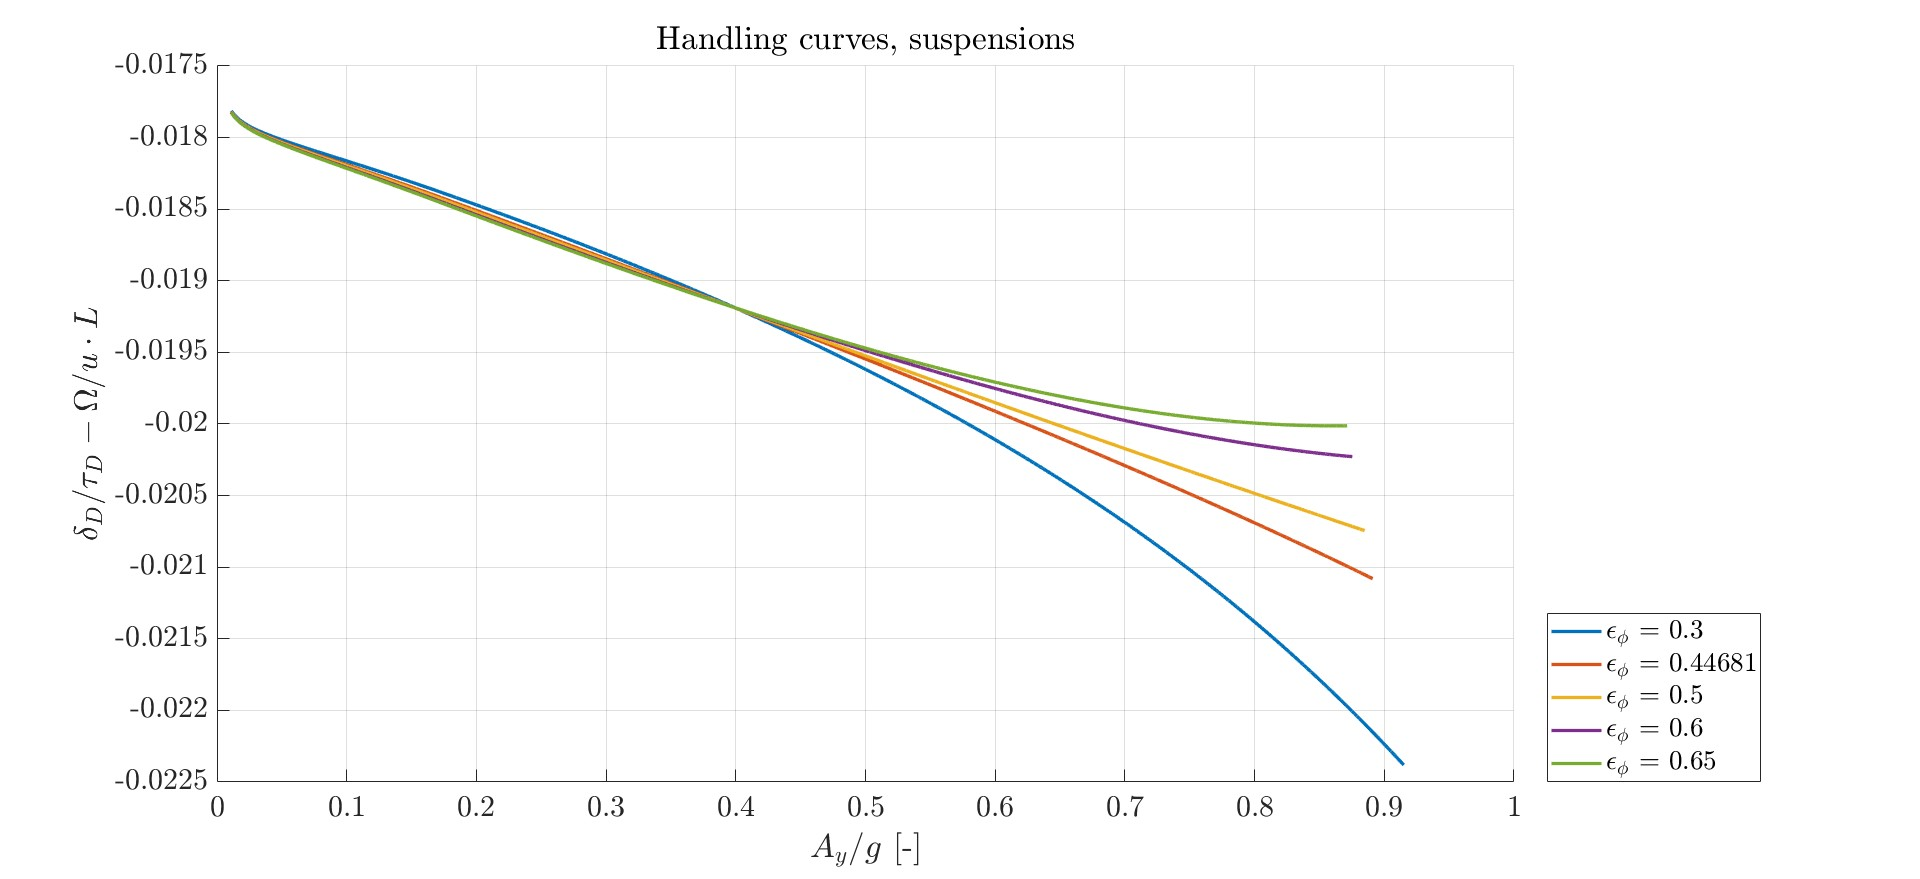 Handling curves, suspensions
-0.0175
-0.018
-0.0185
-0.019
-0.0195
-0.02
-0.0205
-0.021
-0.0215
-0.022
-0.0225
δ_D/τ_D − Ω/u · L
0 0.1 0.2 0.3 0.4 0.5 0.6 0.7 0.8 0.9 1
A_y/g [-]
ϵ_ϕ = 0.3
ϵ_ϕ = 0.44681
ϵ_ϕ = 0.5
ϵ_ϕ = 0.6
ϵ_ϕ = 0.65